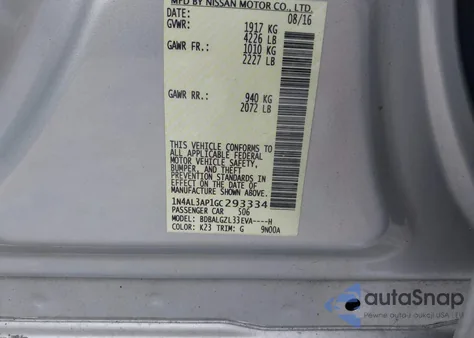 MFD BY NISSAN MOTOR CO., LTD.
DATE: 08/16
GVWR: 1917 KG
4226 LB
GAWR FR.: 1010 KG
2227 LB
GAWR RR.: 940 KG
2072 LB
THIS VEHICLE CONFORMS TO
ALL APPLICABLE FEDERAL
MOTOR VEHICLE SAFETY,
BUMPER, AND THEFT
PREVENTION STANDARDS IN
EFFECT ON THE DATE OF
MANUFACTURE SHOWN ABOVE.
1N4AL3AP1GC293334
PASSENGER CAR 506
MODEL: BDBALGZL33EVA----H
COLOR: K23 TRIM: G 9N00A
autoSnap